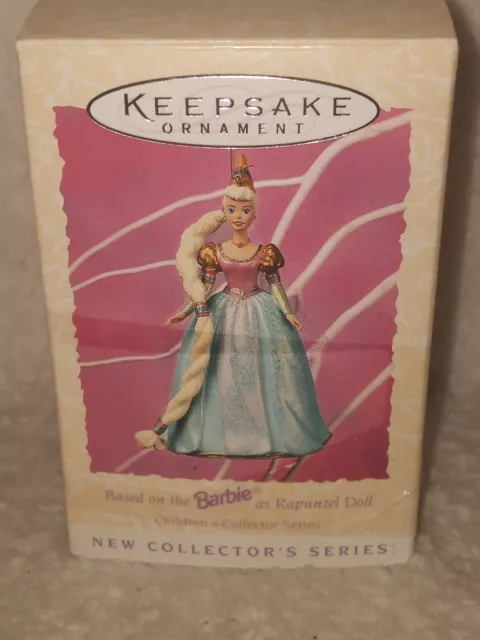 KEEPSAKE
ORNAMENT
Based on the Barbie® as Rapunzel Doll
Children's Collector Series
NEW COLLECTOR'S SERIES